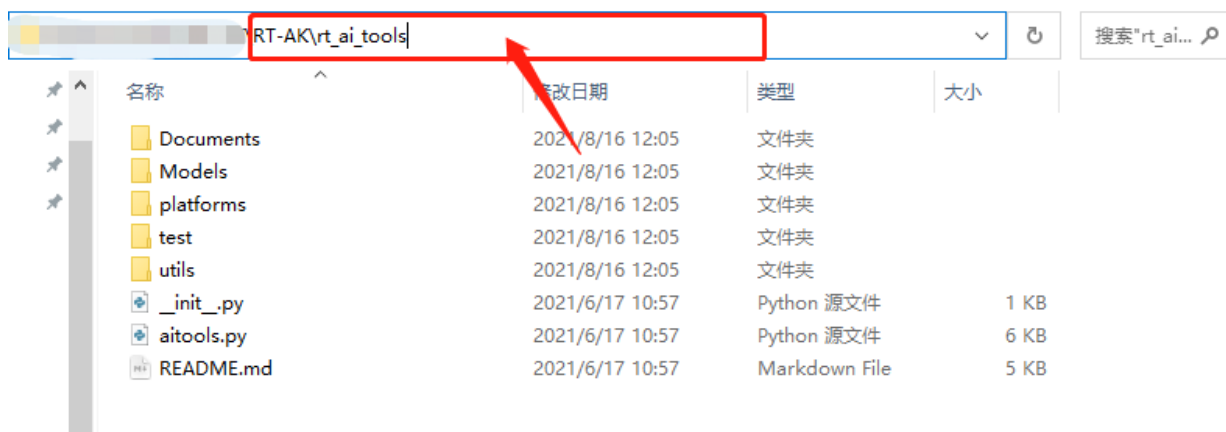 \RT-AK\rt_ai_tools 搜索"rt_ai...
名称 修改日期 类型 大小
Documents 2021/8/16 12:05 文件夹
Models 2021/8/16 12:05 文件夹
platforms 2021/8/16 12:05 文件夹
test 2021/8/16 12:05 文件夹
utils 2021/8/16 12:05 文件夹
__init__.py 2021/6/17 10:57 Python 源文件 1 KB
aitools.py 2021/6/17 10:57 Python 源文件 6 KB
README.md 2021/6/17 10:57 Markdown File 5 KB